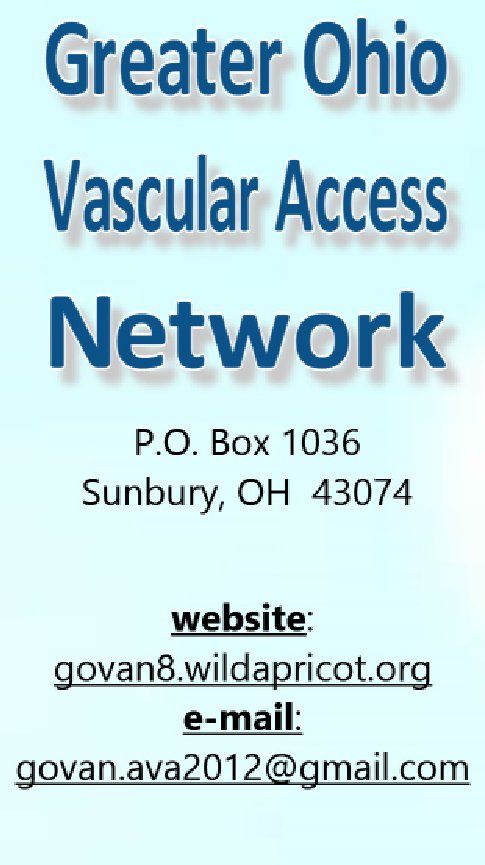 Greater Ohio
Vascular Access
Network
P.O. Box 1036
Sunbury, OH  43074
website:
govan8.wildapricot.org
e-mail:
govan.ava2012@gmail.com